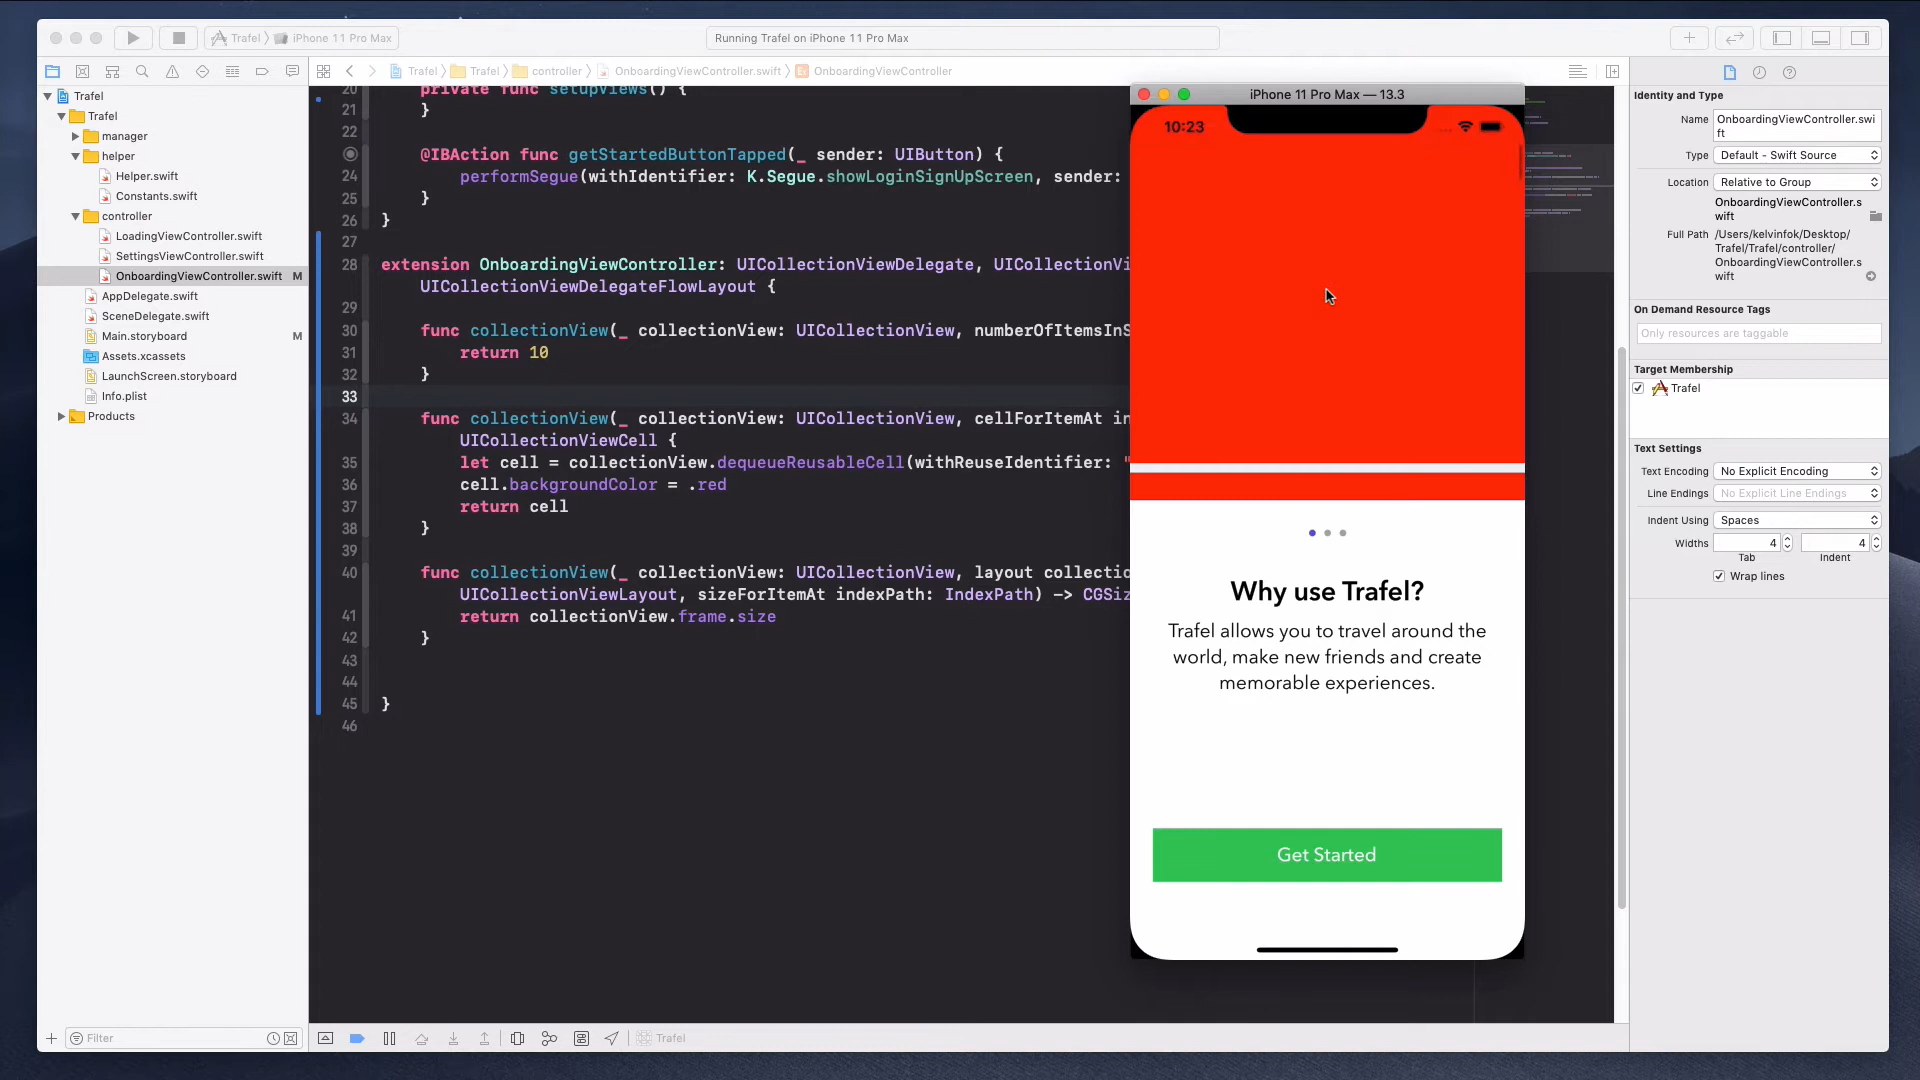 Trafel
iPhone 11 Pro Max
Running Trafel on iPhone 11 Pro Max
Trafel
Trafel
controller
OnboardingViewController.swift
OnboardingViewController
Trafel
Trafel
manager
helper
Helper.swift
Constants.swift
controller
LoadingViewController.swift
SettingsViewController.swift
OnboardingViewController.swift M
AppDelegate.swift
SceneDelegate.swift
Main.storyboard M
Assets.xcassets
LaunchScreen.storyboard
Info.plist
Products
Filter
20 private func setupViews() {
21 }
22
@IBAction func getStartedButtonTapped(_ sender: UIButton) {
24 performSegue(withIdentifier: K.Segue.showLoginSignUpScreen, sender:
25 }
26 }
27
28 extension OnboardingViewController: UICollectionViewDelegate, UICollectionVi
UICollectionViewDelegateFlowLayout {
29
30 func collectionView(_ collectionView: UICollectionView, numberOfItemsInS
31 return 10
32 }
33
34 func collectionView(_ collectionView: UICollectionView, cellForItemAt in
UICollectionViewCell {
35 let cell = collectionView.dequeueReusableCell(withReuseIdentifier: "
36 cell.backgroundColor = .red
37 return cell
38 }
39
40 func collectionView(_ collectionView: UICollectionView, layout collectio
UICollectionViewLayout, sizeForItemAt indexPath: IndexPath) -> CGSiz
41 return collectionView.frame.size
42 }
43
44
45 }
46
Trafel
iPhone 11 Pro Max — 13.3
10:23
Why use Trafel?
Trafel allows you to travel around the
world, make new friends and create
memorable experiences.
Get Started
Identity and Type
Name OnboardingViewController.swi
ft
Type Default - Swift Source
Location Relative to Group
OnboardingViewController.s
wift
Full Path /Users/kelvinfok/Desktop/
Trafel/Trafel/controller/
OnboardingViewController.s
wift
On Demand Resource Tags
Only resources are taggable
Target Membership
Trafel
Text Settings
Text Encoding No Explicit Encoding
Line Endings No Explicit Line Endings
Indent Using Spaces
Widths 4 4
Tab Indent
Wrap lines